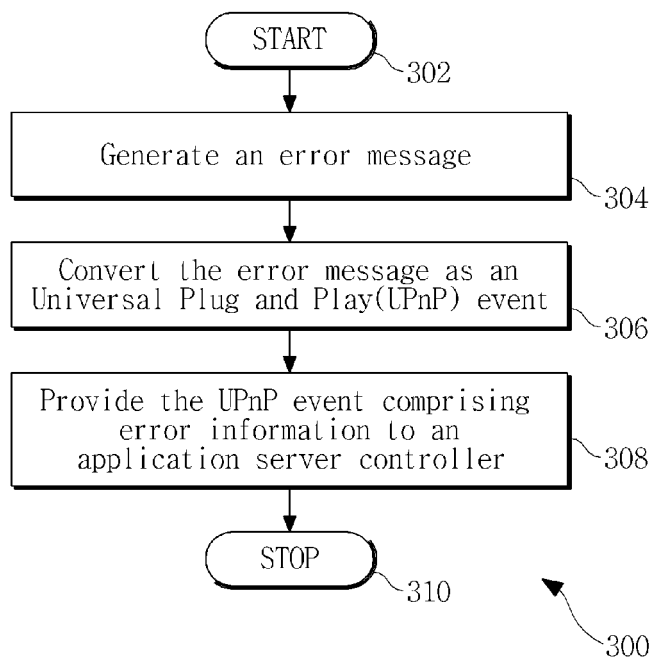 START
302
Generate an error message
304
Convert the error message as an
Universal Plug and Play(UPnP) event
306
Provide the UPnP event comprising
error information to an
application server controller
308
STOP
310
300